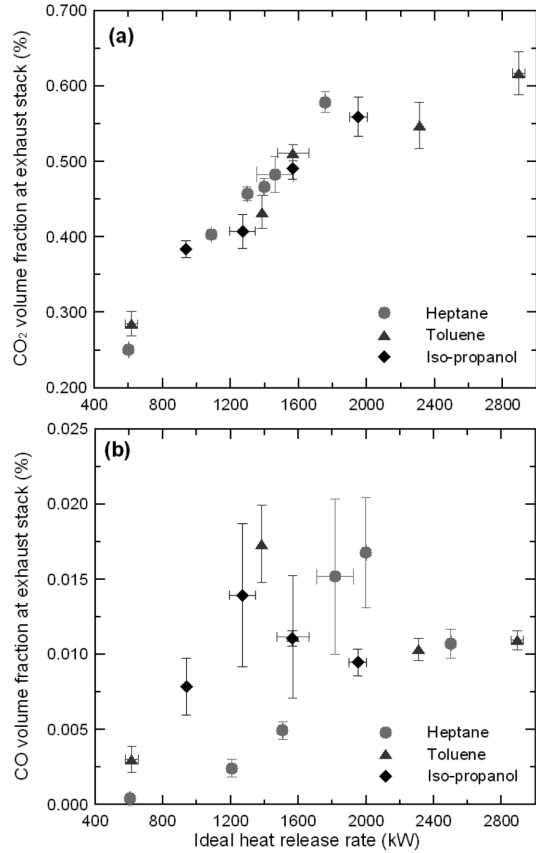 (a)
CO₂ volume fraction at exhaust stack (%)
0.700
0.600
0.500
0.400
0.300
0.200
400 800 1200 1600 2000 2400 2800
Heptane
Toluene
Iso-propanol
(b)
CO volume fraction at exhaust stack (%)
0.025
0.020
0.015
0.010
0.005
0.000
400 800 1200 1600 2000 2400 2800
Heptane
Toluene
Iso-propanol
Ideal heat release rate (kW)